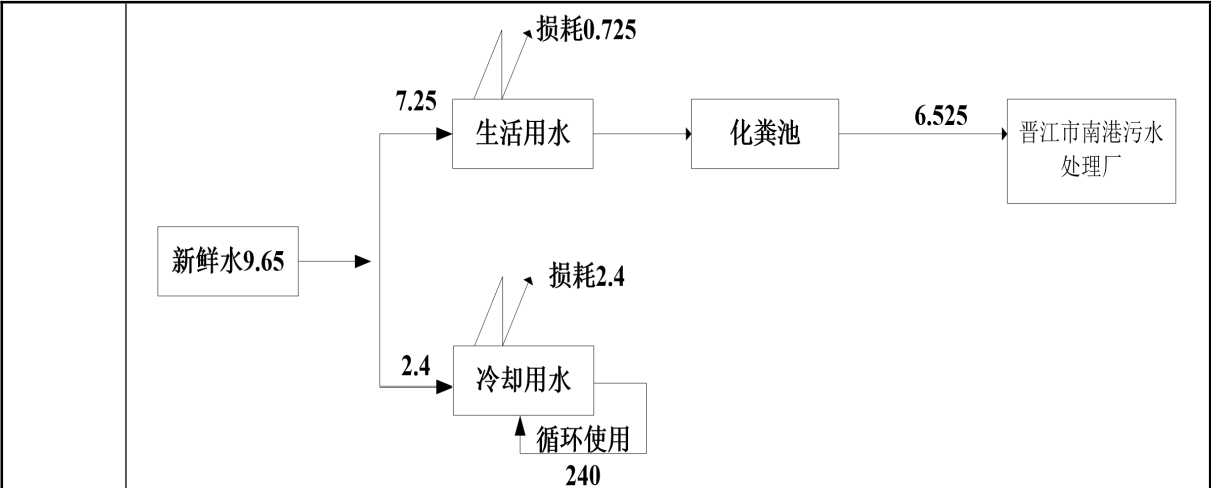 损耗0.725
7.25
生活用水
化粪池
6.525
晋江市南港污水
处理厂
新鲜水9.65
损耗2.4
2.4
冷却用水
循环使用
240